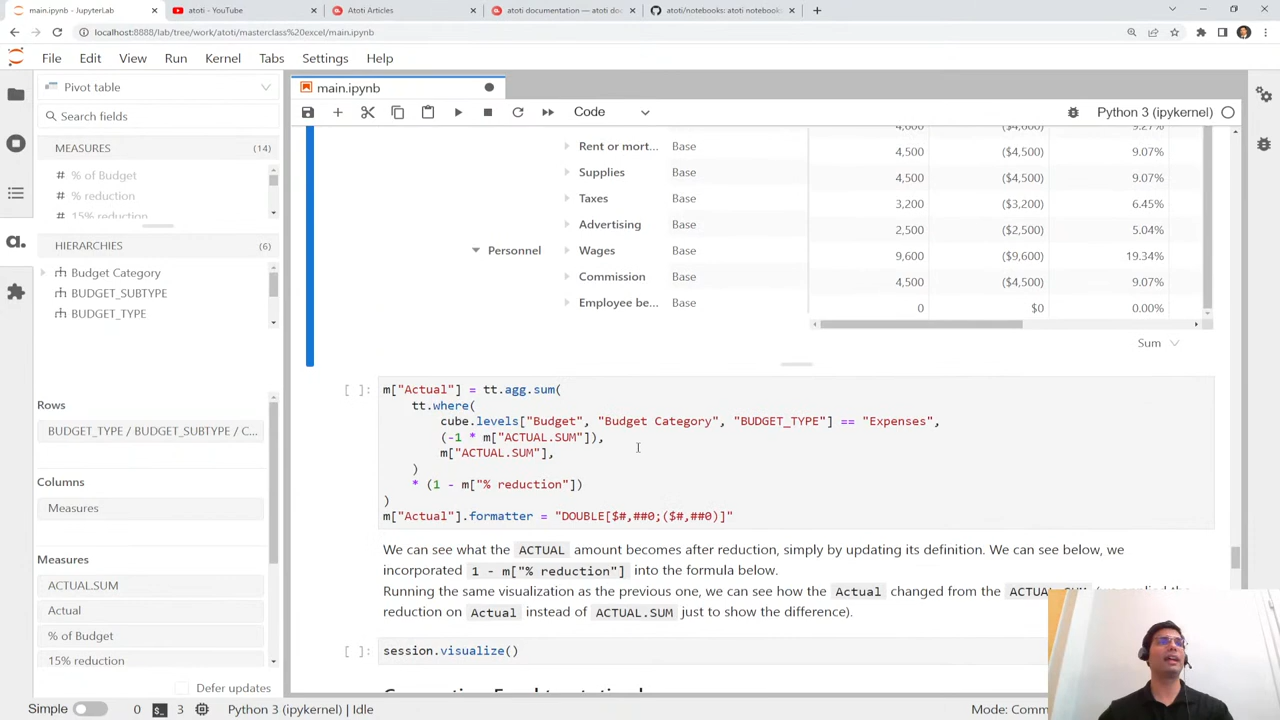 main.ipynb - JupyterLab
atoti - YouTube
Atoti Articles
atoti documentation — atoti do
atoti/notebooks: atoti notebook
localhost:8888/lab/tree/work/atoti/masterclass%20excel/main.ipynb
File Edit View Run Kernel Tabs Settings Help
Pivot table
main.ipynb
Search fields
Code
Python 3 (ipykernel)
MEASURES (14)
# % of Budget
# % reduction
# 15% reduction
HIERARCHIES (6)
Budget Category
BUDGET_SUBTYPE
BUDGET_TYPE
Rows
BUDGET_TYPE / BUDGET_SUBTYPE / C...
Columns
Measures
Measures
ACTUAL.SUM
Actual
% of Budget
15% reduction
Defer updates
4,600 ($4,600) 9.27%
Rent or mort... Base 4,500 ($4,500) 9.07%
Supplies Base 4,500 ($4,500) 9.07%
Taxes Base 3,200 ($3,200) 6.45%
Advertising Base 2,500 ($2,500) 5.04%
Personnel Wages Base 9,600 ($9,600) 19.34%
Commission Base 4,500 ($4,500) 9.07%
Employee be... Base 0 $0 0.00%
Sum
[ ]: m["Actual"] = tt.agg.sum(
tt.where(
cube.levels["Budget", "Budget Category", "BUDGET_TYPE"] == "Expenses",
(-1 * m["ACTUAL.SUM"]),
m["ACTUAL.SUM"],
)
* (1 - m["% reduction"])
)
m["Actual"].formatter = "DOUBLE[$#,##0;($#,##0)]"
We can see what the ACTUAL amount becomes after reduction, simply by updating its definition. We can see below, we
incorporated 1 - m["% reduction"] into the formula below.
Running the same visualization as the previous one, we can see how the Actual changed from the
reduction on Actual instead of ACTUAL.SUM just to show the difference).
[ ]: session.visualize()
Simple 0 3 Python 3 (ipykernel) | Idle
Mode: Comm